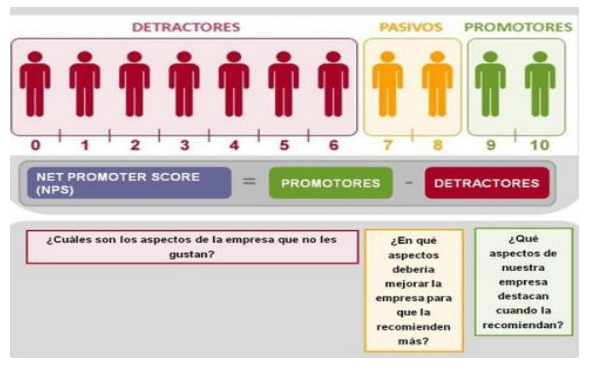 DETRACTORES PASIVOS PROMOTORES
0 1 2 3 4 5 6 7 8 9 10
NET PROMOTER SCORE
(NPS)
= PROMOTORES - DETRACTORES
¿Cuáles son los aspectos de la empresa que no les
gustan?
¿En qué
aspectos
debería
mejorar la
empresa para
que la
recomienden
más?
¿Qué
aspectos de
nuestra
empresa
destacan
cuando la
recomiendan?